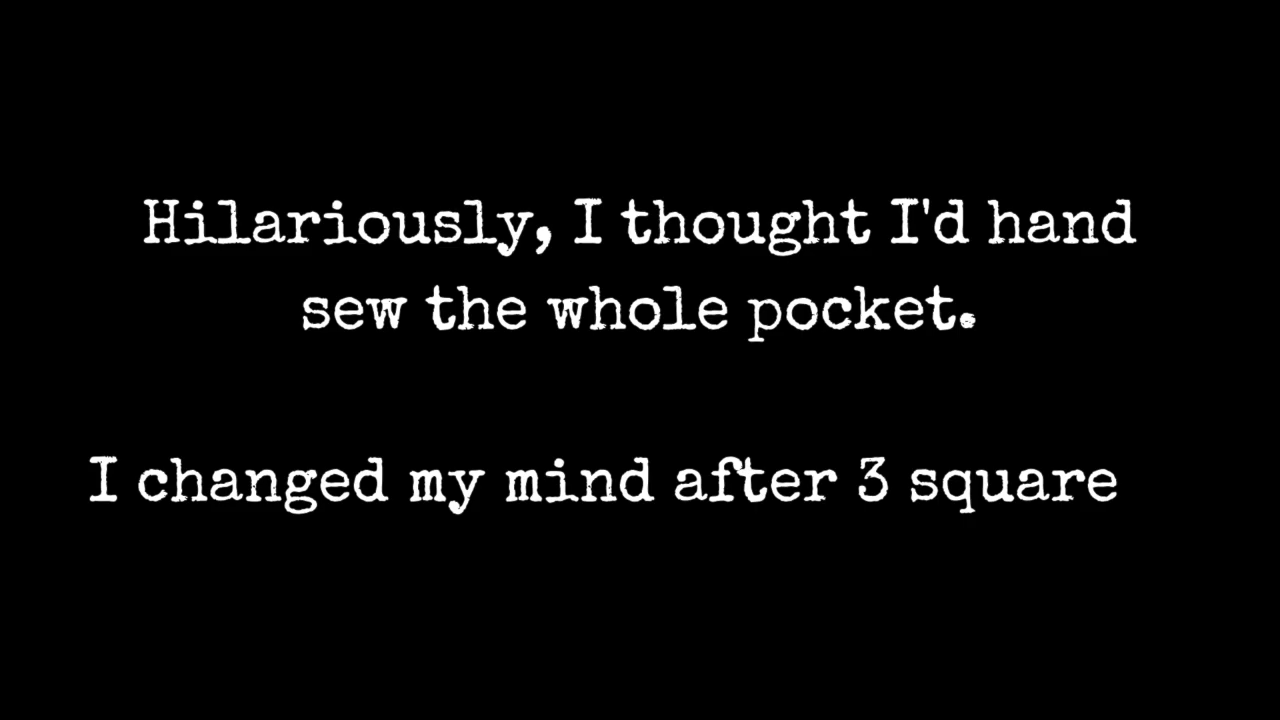 Hilariously, I thought I'd hand
sew the whole pocket.
I changed my mind after 3 square